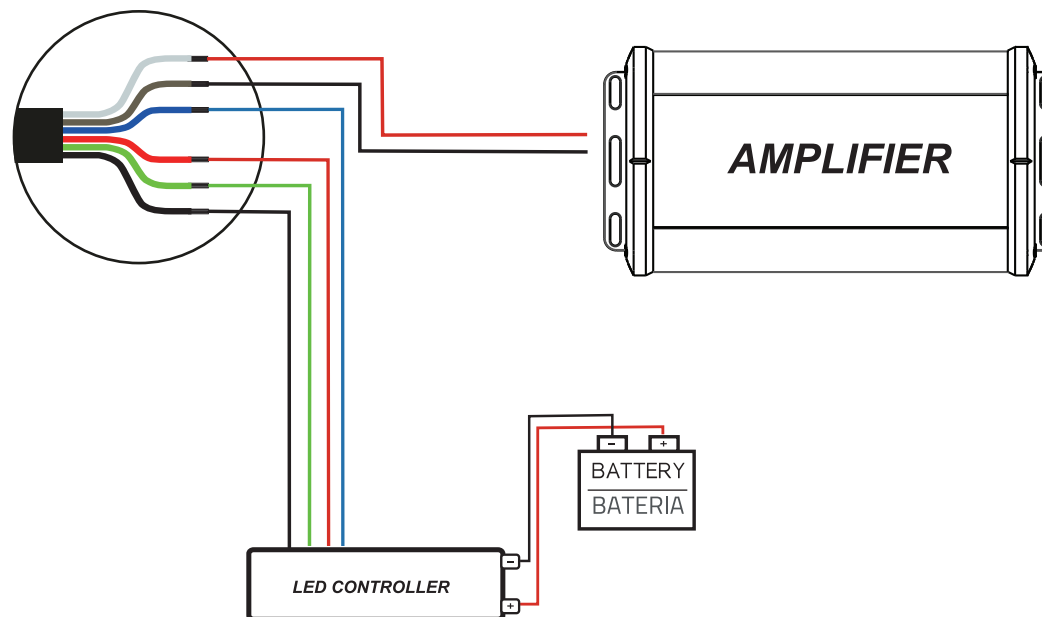 AMPLIFIER
−
+
BATTERY
BATERIA
−
LED CONTROLLER
+